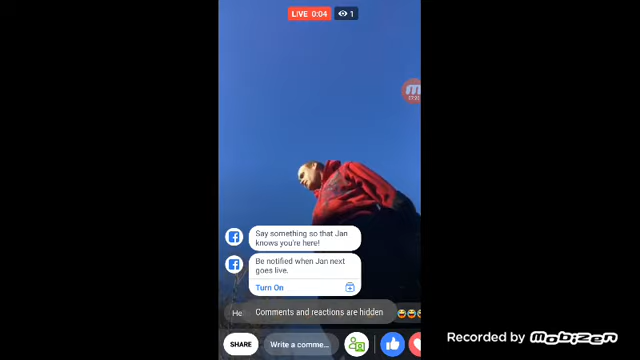 LIVE 0:04
1
Say something so that Jan
knows you're here!
Be notified when Jan next
goes live.
Turn On
He
Comments and reactions are hidden
SHARE
Write a comme...
Recorded by mobizen